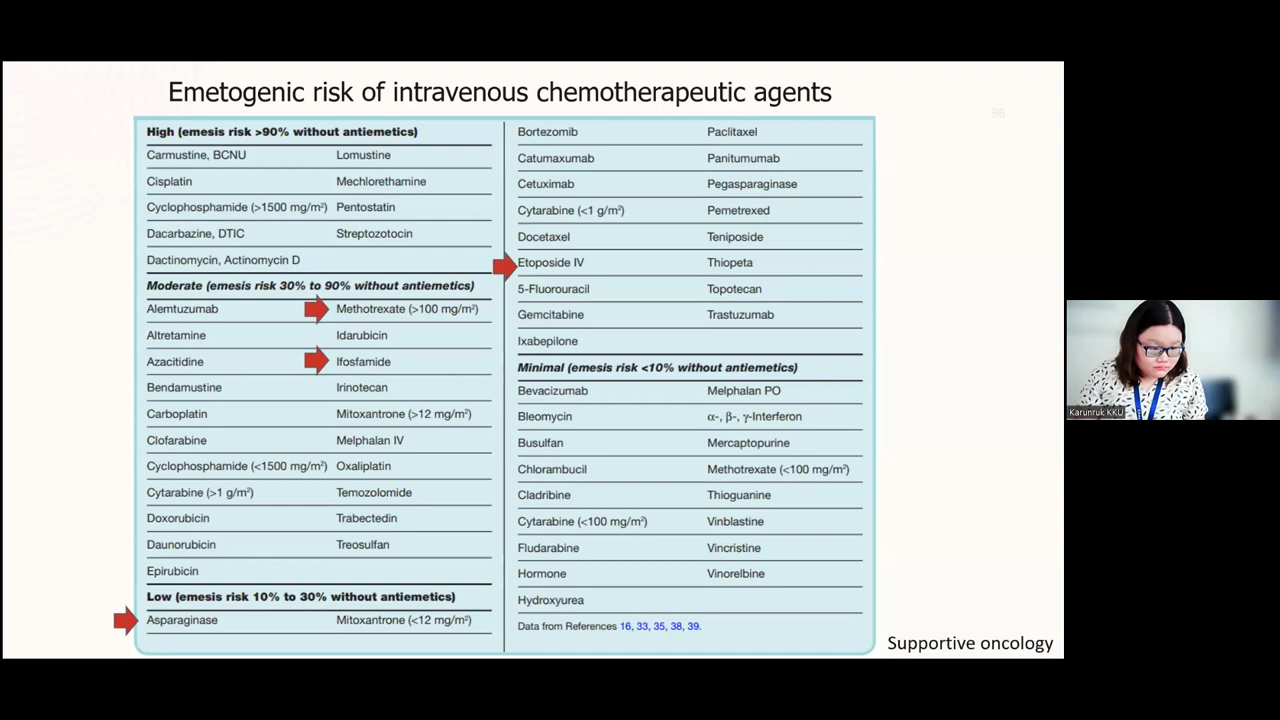 Emetogenic risk of intravenous chemotherapeutic agents
96
High (emesis risk >90% without antiemetics)
Carmustine, BCNU Lomustine
Cisplatin Mechlorethamine
Cyclophosphamide (>1500 mg/m²) Pentostatin
Dacarbazine, DTIC Streptozotocin
Dactinomycin, Actinomycin D
Moderate (emesis risk 30% to 90% without antiemetics)
Alemtuzumab Methotrexate (>100 mg/m²)
Altretamine Idarubicin
Azacitidine Ifosfamide
Bendamustine Irinotecan
Carboplatin Mitoxantrone (>12 mg/m²)
Clofarabine Melphalan IV
Cyclophosphamide (<1500 mg/m²) Oxaliplatin
Cytarabine (>1 g/m²) Temozolomide
Doxorubicin Trabectedin
Daunorubicin Treosulfan
Epirubicin
Low (emesis risk 10% to 30% without antiemetics)
Asparaginase Mitoxantrone (<12 mg/m²)
Bortezomib Paclitaxel
Catumaxumab Panitumumab
Cetuximab Pegasparaginase
Cytarabine (<1 g/m²) Pemetrexed
Docetaxel Teniposide
Etoposide IV Thiopeta
5-Fluorouracil Topotecan
Gemcitabine Trastuzumab
Ixabepilone
Minimal (emesis risk <10% without antiemetics)
Bevacizumab Melphalan PO
Bleomycin α-, β-, γ-Interferon
Busulfan Mercaptopurine
Chlorambucil Methotrexate (<100 mg/m²)
Cladribine Thioguanine
Cytarabine (<100 mg/m²) Vinblastine
Fludarabine Vincristine
Hormone Vinorelbine
Hydroxyurea
Data from References 16, 33, 35, 38, 39.
Supportive oncology
Karunruk KKU